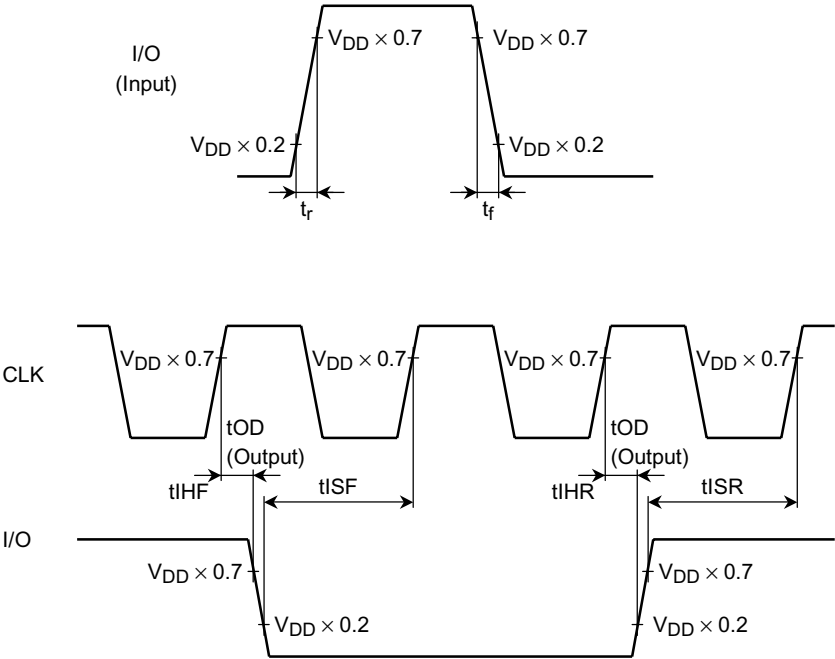 I/O
(Input)
VDD × 0.7
VDD × 0.7
VDD × 0.2
VDD × 0.2
tr
tf
CLK
VDD × 0.7
VDD × 0.7
VDD × 0.7
VDD × 0.7
tOD
(Output)
tOD
(Output)
tIHF
tISF
tIHR
tISR
I/O
VDD × 0.7
VDD × 0.7
VDD × 0.2
VDD × 0.2